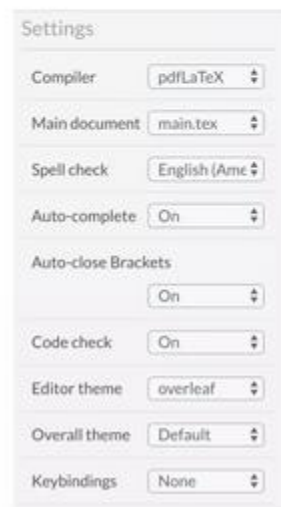 Settings
Compiler pdfLaTeX
Main document main.tex
Spell check English (Ame
Auto-complete On
Auto-close Brackets
On
Code check On
Editor theme overleaf
Overall theme Default
Keybindings None